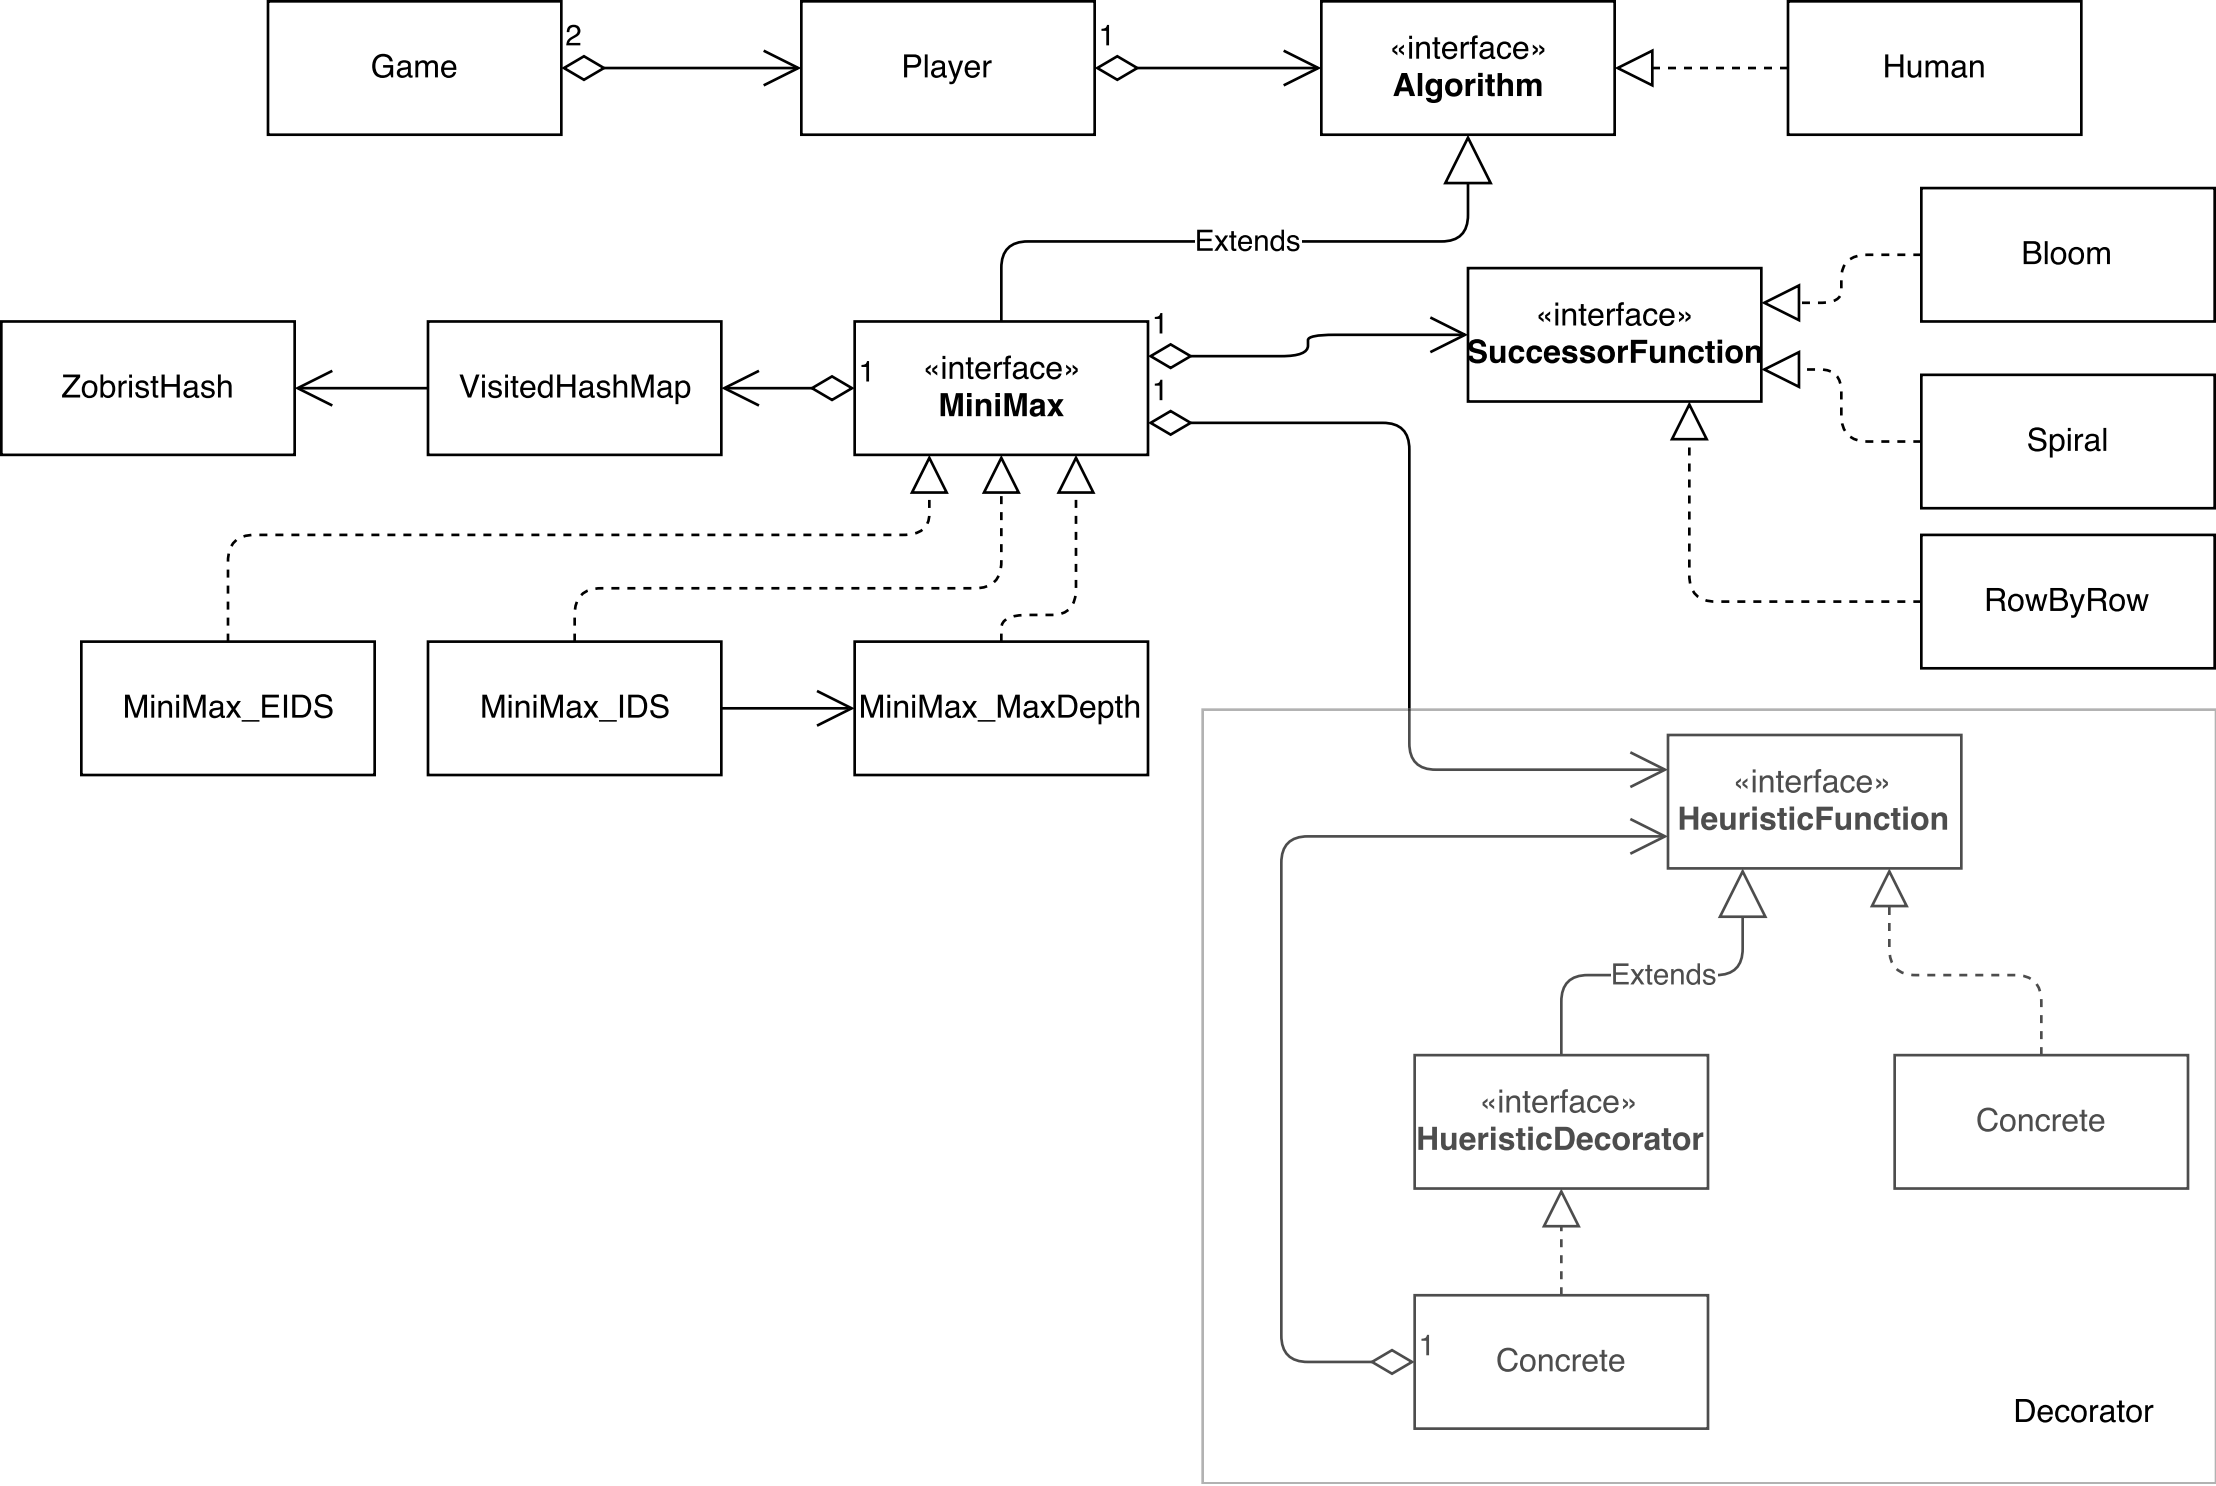 Game
2
Player
1
«interface»
Algorithm
Human
Extends
Bloom
«interface»
SuccessorFunction
Spiral
RowByRow
ZobristHash
VisitedHashMap
1
«interface»
MiniMax
1
1
MiniMax_EIDS
MiniMax_IDS
MiniMax_MaxDepth
«interface»
HeuristicFunction
Extends
«interface»
HueristicDecorator
Concrete
1
Concrete
Decorator